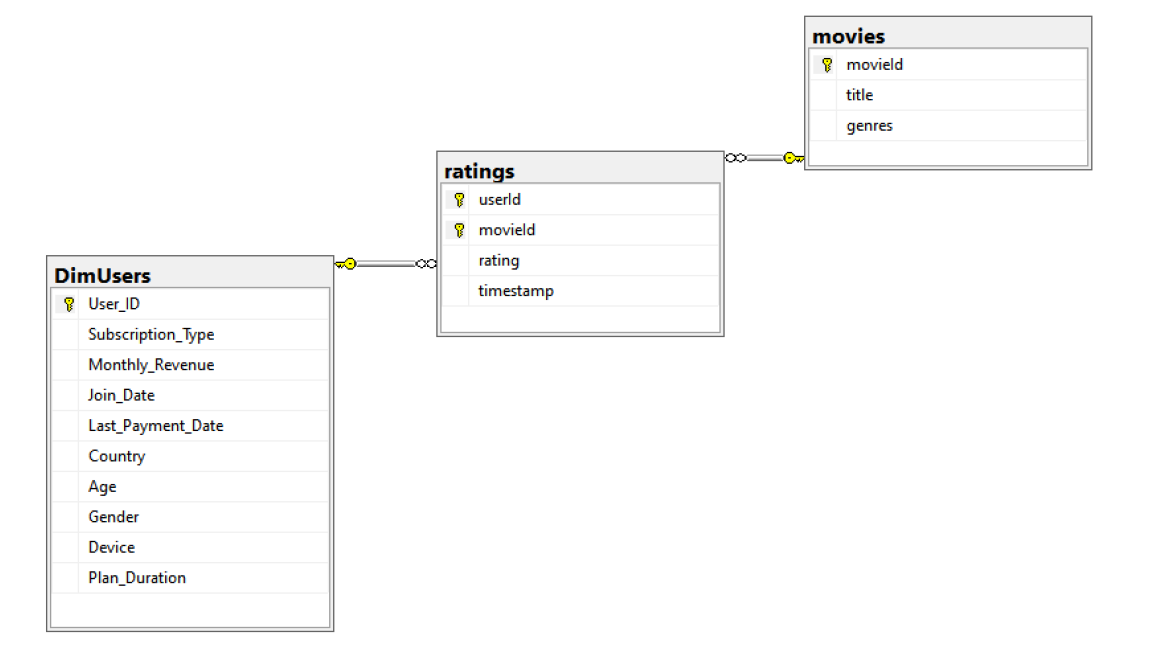 movies
movieId
title
genres
ratings
userId
movieId
rating
timestamp
DimUsers
User_ID
Subscription_Type
Monthly_Revenue
Join_Date
Last_Payment_Date
Country
Age
Gender
Device
Plan_Duration